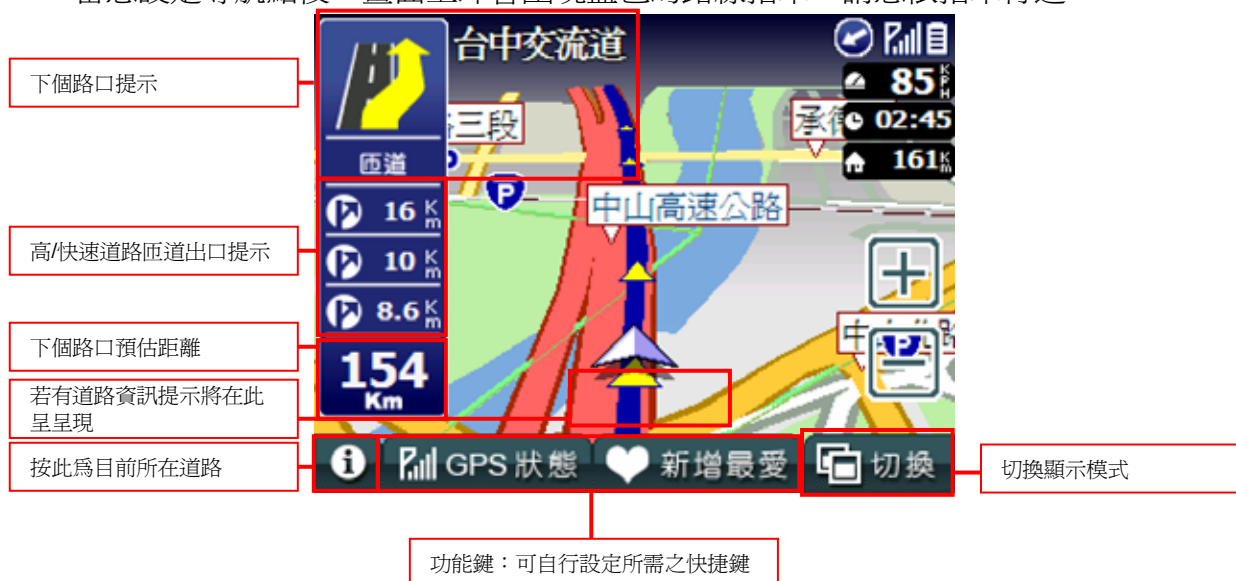 台中交流道
下個路口提示
85 KPH
02:45
161 Km
三段
承德
匝道
P
中山高速公路
16 Km
10 Km
8.6 Km
高/快速道路匝道出口提示
下個路口預估距離
154
Km
若有道路資訊提示將在此
呈呈現
按此為目前所在道路
GPS 狀態
新增最愛
切換
切換顯示模式
功能鍵：可自行設定所需之快捷鍵